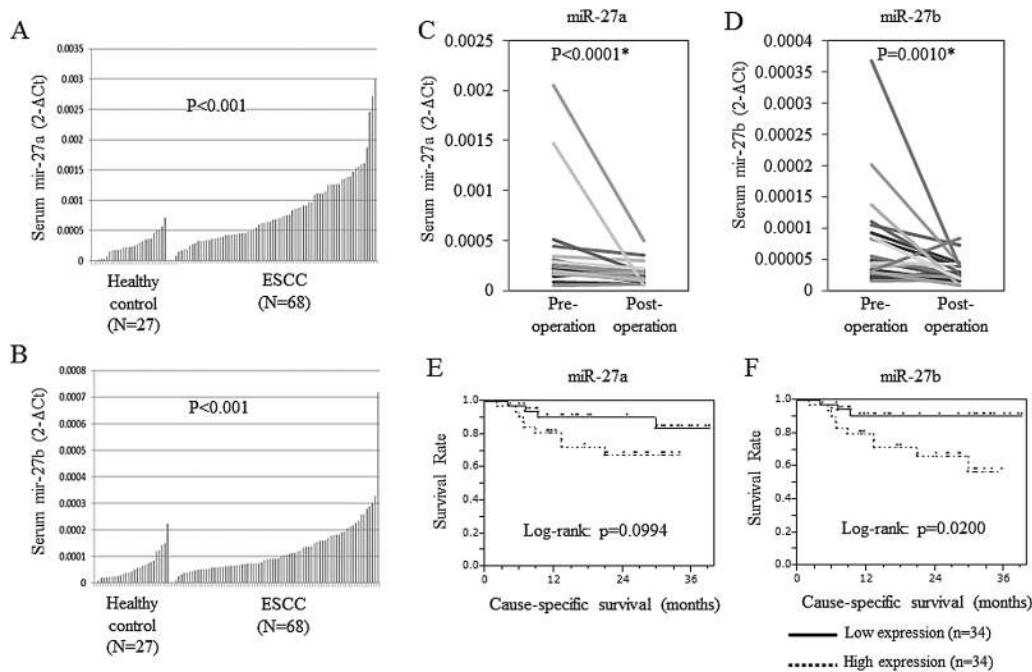 A
Serum mir-27a (2-ΔCt)
0.0035
0.003
0.0025
0.002
0.0015
0.001
0.0005
0
P<0.001
Healthy
control
(N=27)
ESCC
(N=68)
B
Serum mir-27b (2-ΔCt)
0.0008
0.0007
0.0006
0.0005
0.0004
0.0003
0.0002
0.0001
0
P<0.001
Healthy
control
(N=27)
ESCC
(N=68)
C
miR-27a
Serum mir-27a (2-ΔCt)
0.0025
0.002
0.0015
0.001
0.0005
0
P<0.0001*
Pre-
operation
Post-
operation
D
miR-27b
Serum mir-27b (2-ΔCt)
0.0004
0.00035
0.0003
0.00025
0.0002
0.00015
0.0001
0.00005
0
P=0.0010*
Pre-
operation
Post-
operation
E
miR-27a
Survival Rate
1.0
0.8
0.6
0.4
0.2
0.0
Log-rank: p=0.0994
0 12 24 36
Cause-specific survival (months)
F
miR-27b
Survival Rate
1.0
0.8
0.6
0.4
0.2
0.0
Log-rank: p=0.0200
0 12 24 36
Cause-specific survival (months)
Low expression (n=34)
High expression (n=34)